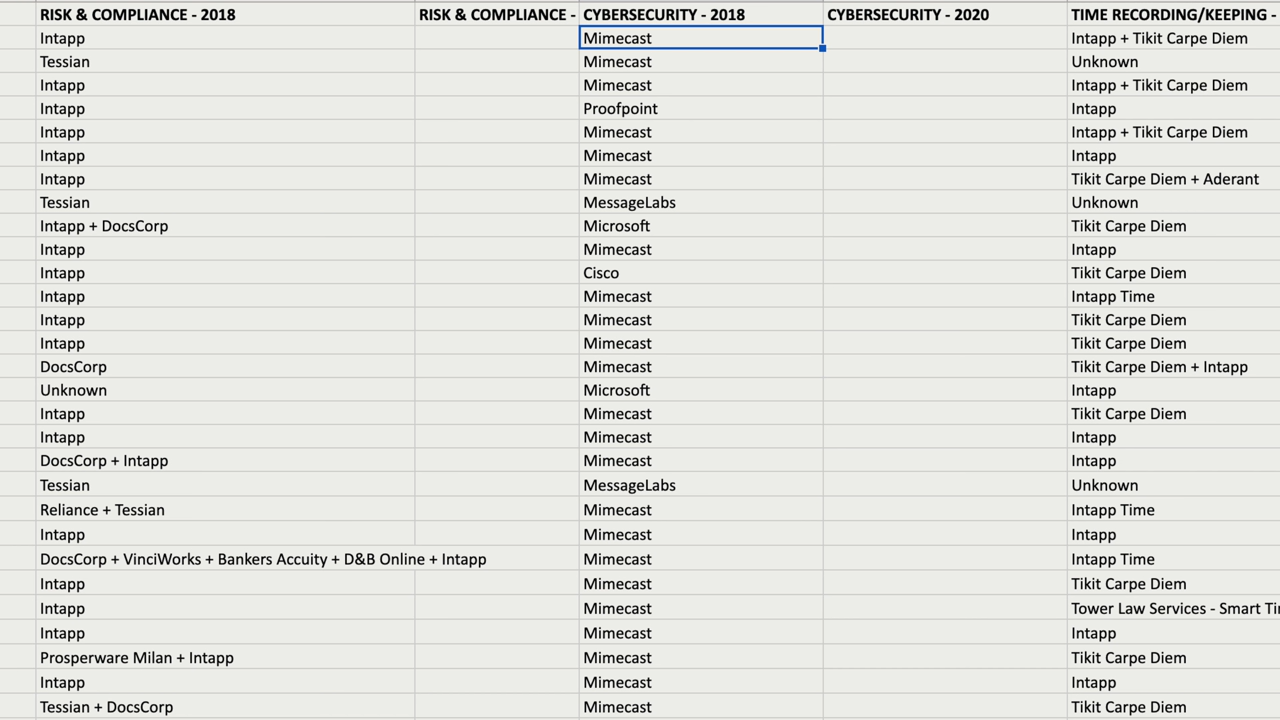 RISK & COMPLIANCE - 2018 RISK & COMPLIANCE - CYBERSECURITY - 2018 CYBERSECURITY - 2020 TIME RECORDING/KEEPING -
Intapp Mimecast Intapp + Tikit Carpe Diem
Tessian Mimecast Unknown
Intapp Mimecast Intapp + Tikit Carpe Diem
Intapp Proofpoint Intapp
Intapp Mimecast Intapp + Tikit Carpe Diem
Intapp Mimecast Intapp
Intapp Mimecast Tikit Carpe Diem + Aderant
Tessian MessageLabs Unknown
Intapp + DocsCorp Microsoft Tikit Carpe Diem
Intapp Mimecast Intapp
Intapp Cisco Tikit Carpe Diem
Intapp Mimecast Intapp Time
Intapp Mimecast Tikit Carpe Diem
Intapp Mimecast Tikit Carpe Diem
DocsCorp Mimecast Tikit Carpe Diem + Intapp
Unknown Microsoft Intapp
Intapp Mimecast Tikit Carpe Diem
Intapp Mimecast Intapp
DocsCorp + Intapp Mimecast Intapp
Tessian MessageLabs Unknown
Reliance + Tessian Mimecast Intapp Time
Intapp Mimecast Intapp
DocsCorp + VinciWorks + Bankers Accuity + D&B Online + Intapp Mimecast Intapp Time
Intapp Mimecast Tikit Carpe Diem
Intapp Mimecast Tower Law Services - Smart
Intapp Mimecast Intapp
Prosperware Milan + Intapp Mimecast Tikit Carpe Diem
Intapp Mimecast Intapp
Tessian + DocsCorp Mimecast Tikit Carpe Diem